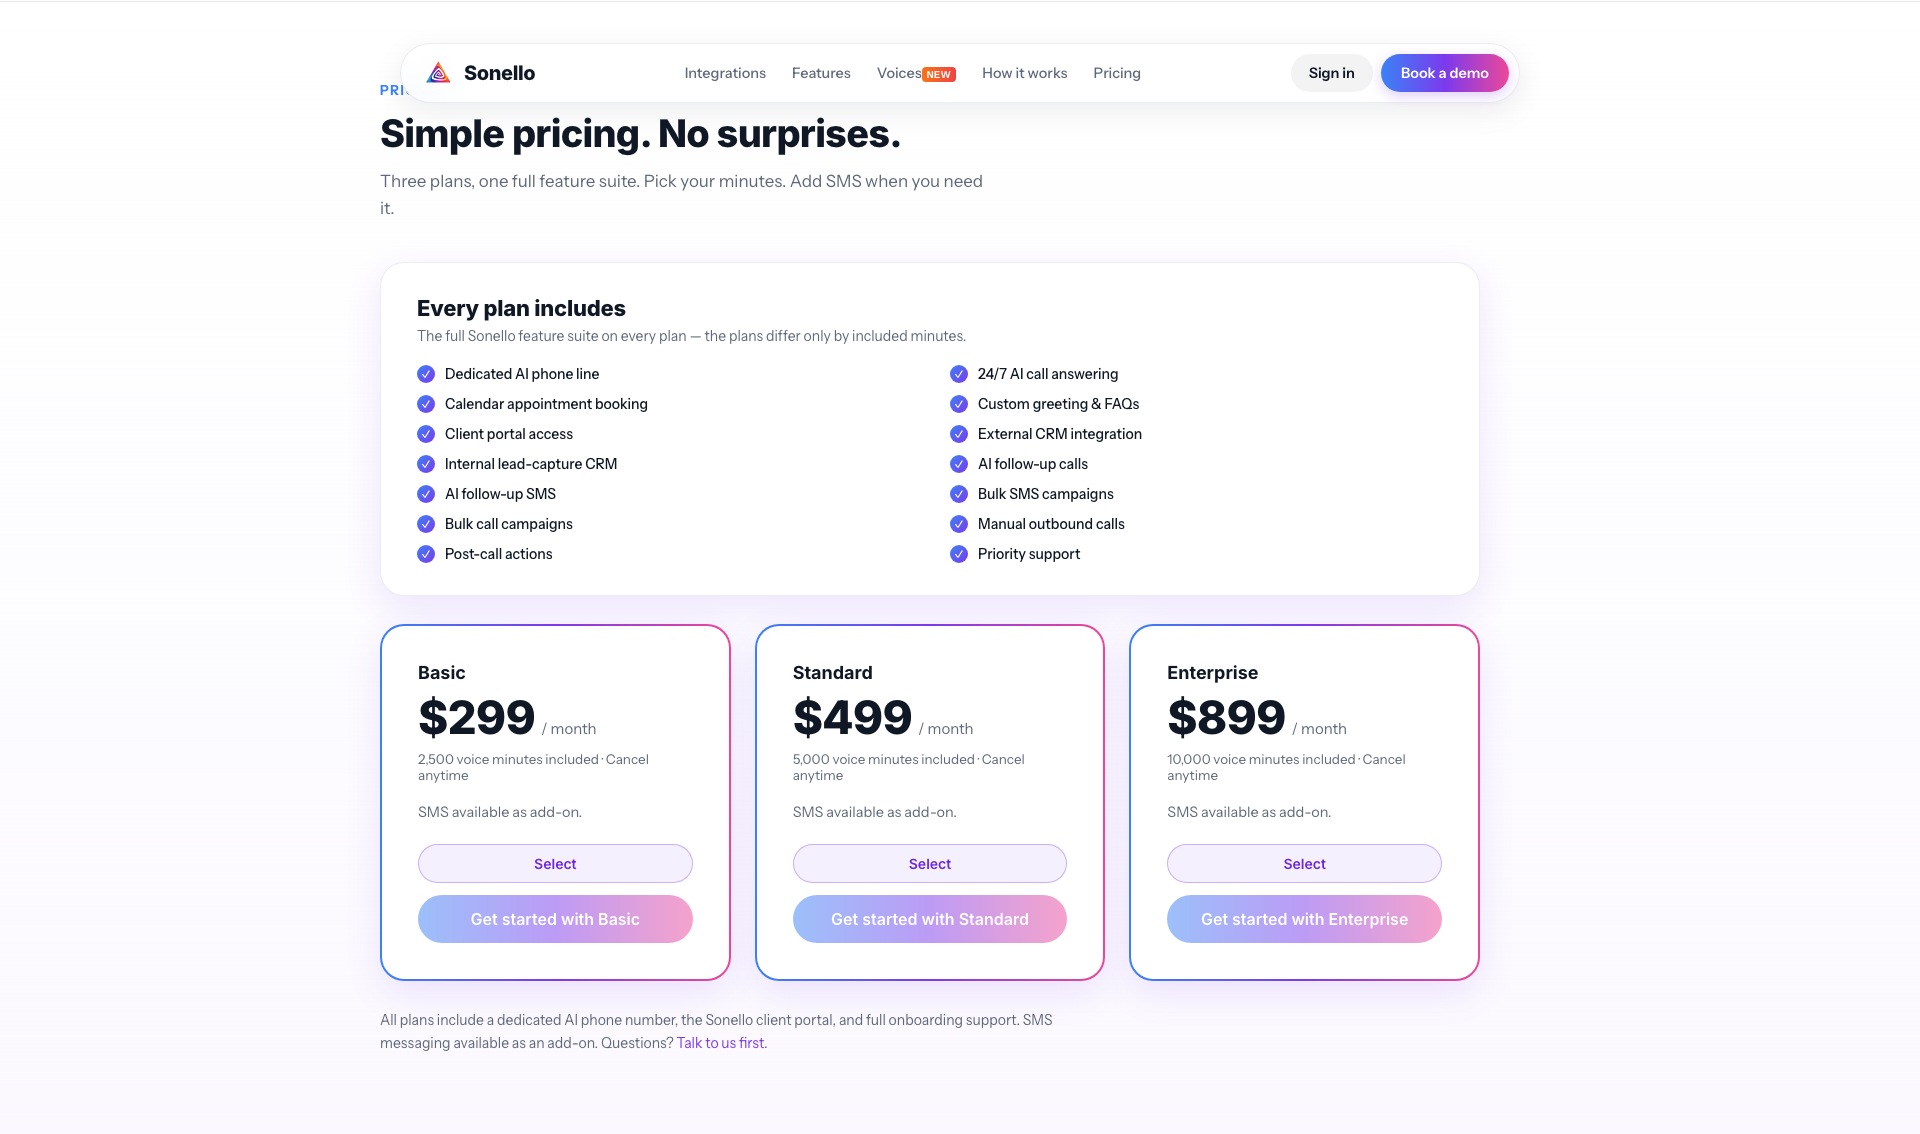 Sonello
Integrations
Features
Voices NEW
How it works
Pricing
Sign in
Book a demo
Simple pricing. No surprises.
Three plans, one full feature suite. Pick your minutes. Add SMS when you need
it.
Every plan includes
The full Sonello feature suite on every plan — the plans differ only by included minutes.
Dedicated AI phone line
24/7 AI call answering
Calendar appointment booking
Custom greeting & FAQs
Client portal access
External CRM integration
Internal lead-capture CRM
AI follow-up calls
AI follow-up SMS
Bulk SMS campaigns
Bulk call campaigns
Manual outbound calls
Post-call actions
Priority support
Basic
$299 / month
2,500 voice minutes included · Cancel
anytime
SMS available as add-on.
Select
Get started with Basic
Standard
$499 / month
5,000 voice minutes included · Cancel
anytime
SMS available as add-on.
Select
Get started with Standard
Enterprise
$899 / month
10,000 voice minutes included · Cancel
anytime
SMS available as add-on.
Select
Get started with Enterprise
All plans include a dedicated AI phone number, the Sonello client portal, and full onboarding support. SMS
messaging available as an add-on. Questions? Talk to us first.